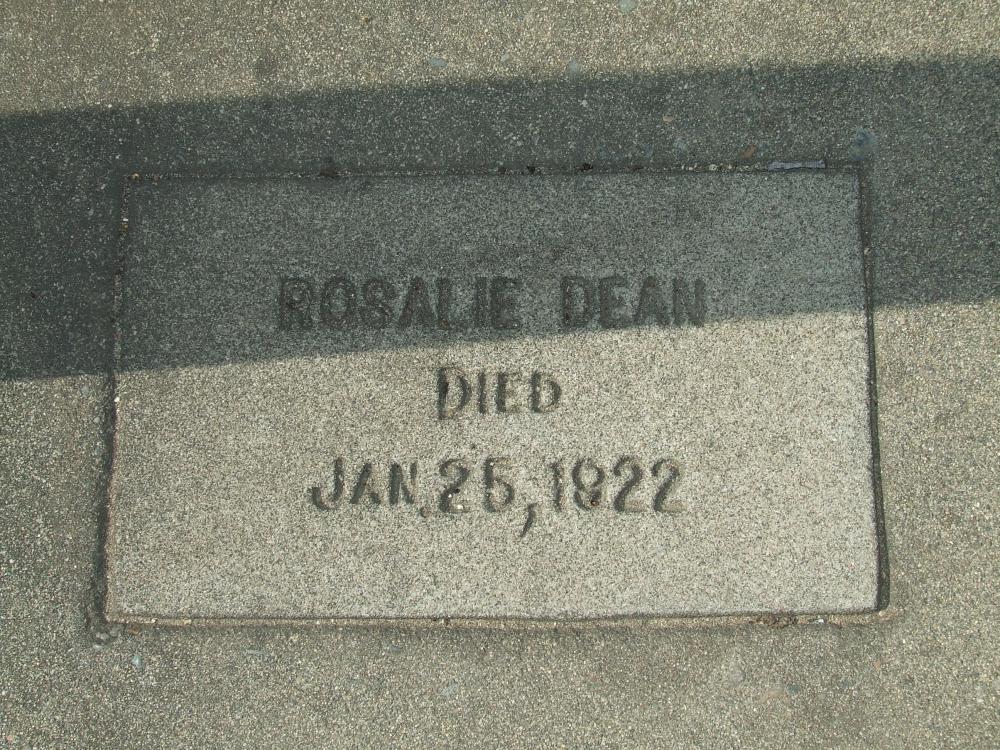 ROSALIE DEAN
DIED
JAN.25,1922